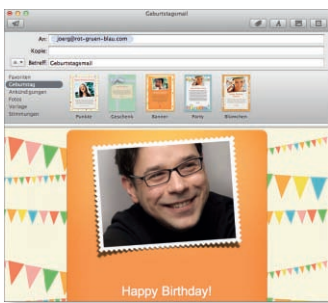 Geburtstagsmail
An: joerg@rot-gruen-blau.com
Kopie:
Betreff: Geburtstagsmail
Favoriten
Geburtstag
Ankündigungen
Fotos
Vorlage
Stimmungen
Punkte Geschenk Banner Party Blümchen
Happy Birthday!